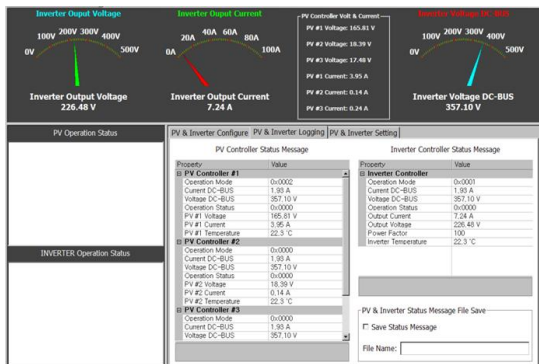 Inverter Ouput Voltage
0V 100V 200V 300V 400V 500V
Inverter Output Voltage
226.48 V
Inverter Ouput Current
0A 20A 40A 60A 80A 100A
Inverter Output Current
7.24 A
PV Controller Volt & Current
PV #1 Voltage: 165.81 V
PV #2 Voltage: 18.39 V
PV #3 Voltage: 17.48 V
PV #1 Current: 3.95 A
PV #2 Current: 0.14 A
PV #3 Current: 0.24 A
Inverter Voltage DC-BUS
0V 100V 200V 300V 400V 500V
Inverter Voltage DC-BUS
357.10 V
PV Operation Status
INVERTER Operation Status
PV & Inverter Configure PV & Inverter Logging PV & Inverter Setting
PV Controller Status Message
Property Value
PV Controller #1
Operation Mode 0x0002
Current DC-BUS 1,93 A
Voltage DC-BUS 357,10 V
Operation Status 0x0000
PV #1 Voltage 165,81 V
PV #1 Current 3,95 A
PV #1 Temperature 22,3 'C
PV Controller #2
Operation Mode 0x0000
Current DC-BUS 1,93 A
Voltage DC-BUS 357,10 V
Operation Status 0x0000
PV #2 Voltage 18,39 V
PV #2 Current 0,14 A
PV #2 Temperature 22,3 'C
PV Controller #3
Operation Mode 0x0000
Current DC-BUS 1,93 A
Voltage DC-BUS 357,10 V
Inverter Controller Status Message
Property Value
Inverter Controller
Operation Mode 0x0001
Current DC-BUS 1,93 A
Voltage DC-BUS 357,10 V
Operation Status 0x0000
Output Current 7,24 A
Output Voltage 226,48 V
Power Factor 100
Inverter Temperature 22,3 'C
PV & Inverter Status Message File Save
Save Status Message
File Name: